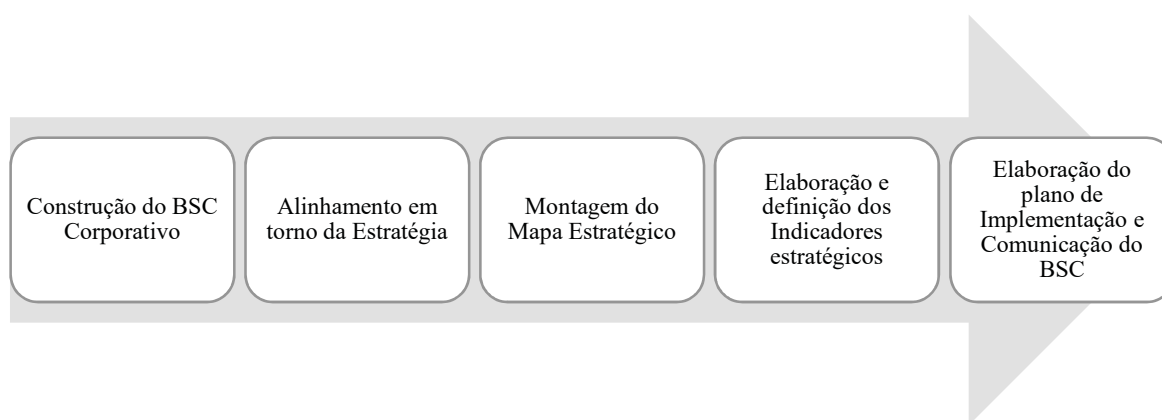 Construção do BSC
Corporativo
Alinhamento em
torno da Estratégia
Montagem do
Mapa Estratégico
Elaboração e
definição dos
Indicadores
estratégicos
Elaboração do
plano de
Implementação e
Comunicação do
BSC